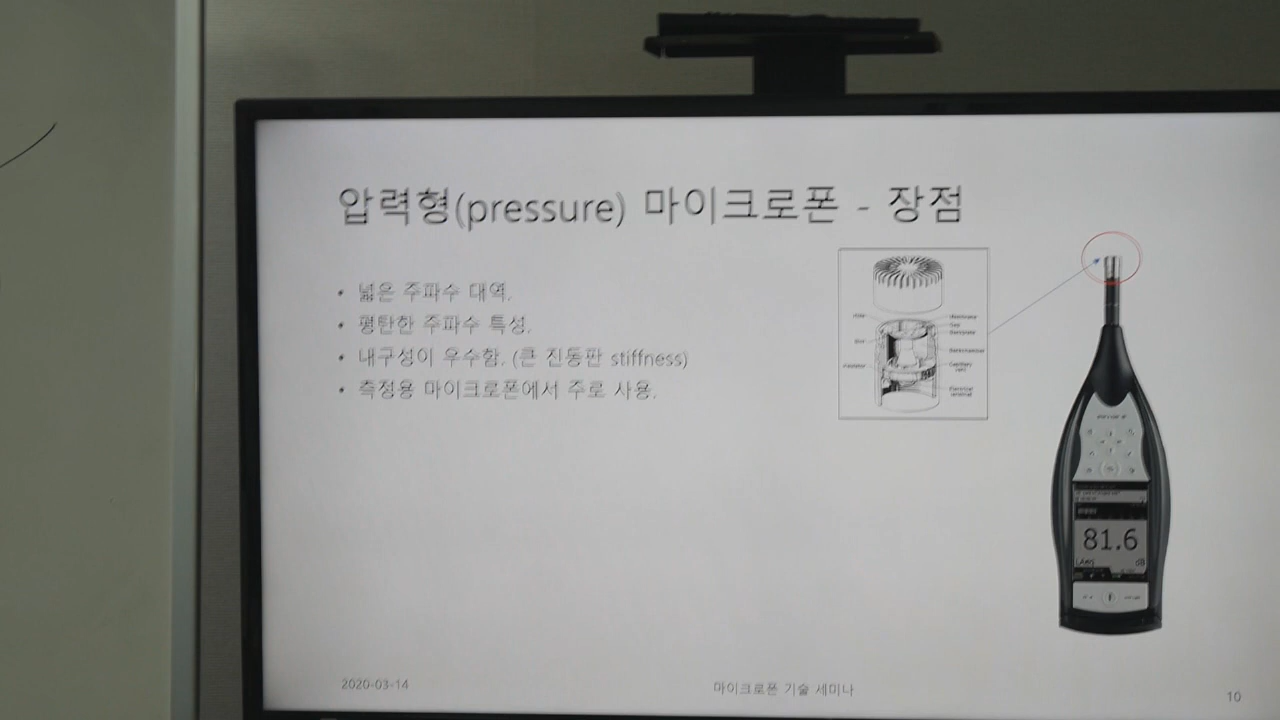 압력형(pressure) 마이크로폰 - 장점
• 넓은 주파수 대역.
• 평탄한 주파수 특성.
• 내구성이 우수함. (큰 진동판 stiffness)
• 측정용 마이크로폰에서 주로 사용.
81.6
dB
2020-03-14
마이크로폰 기술 세미나
10